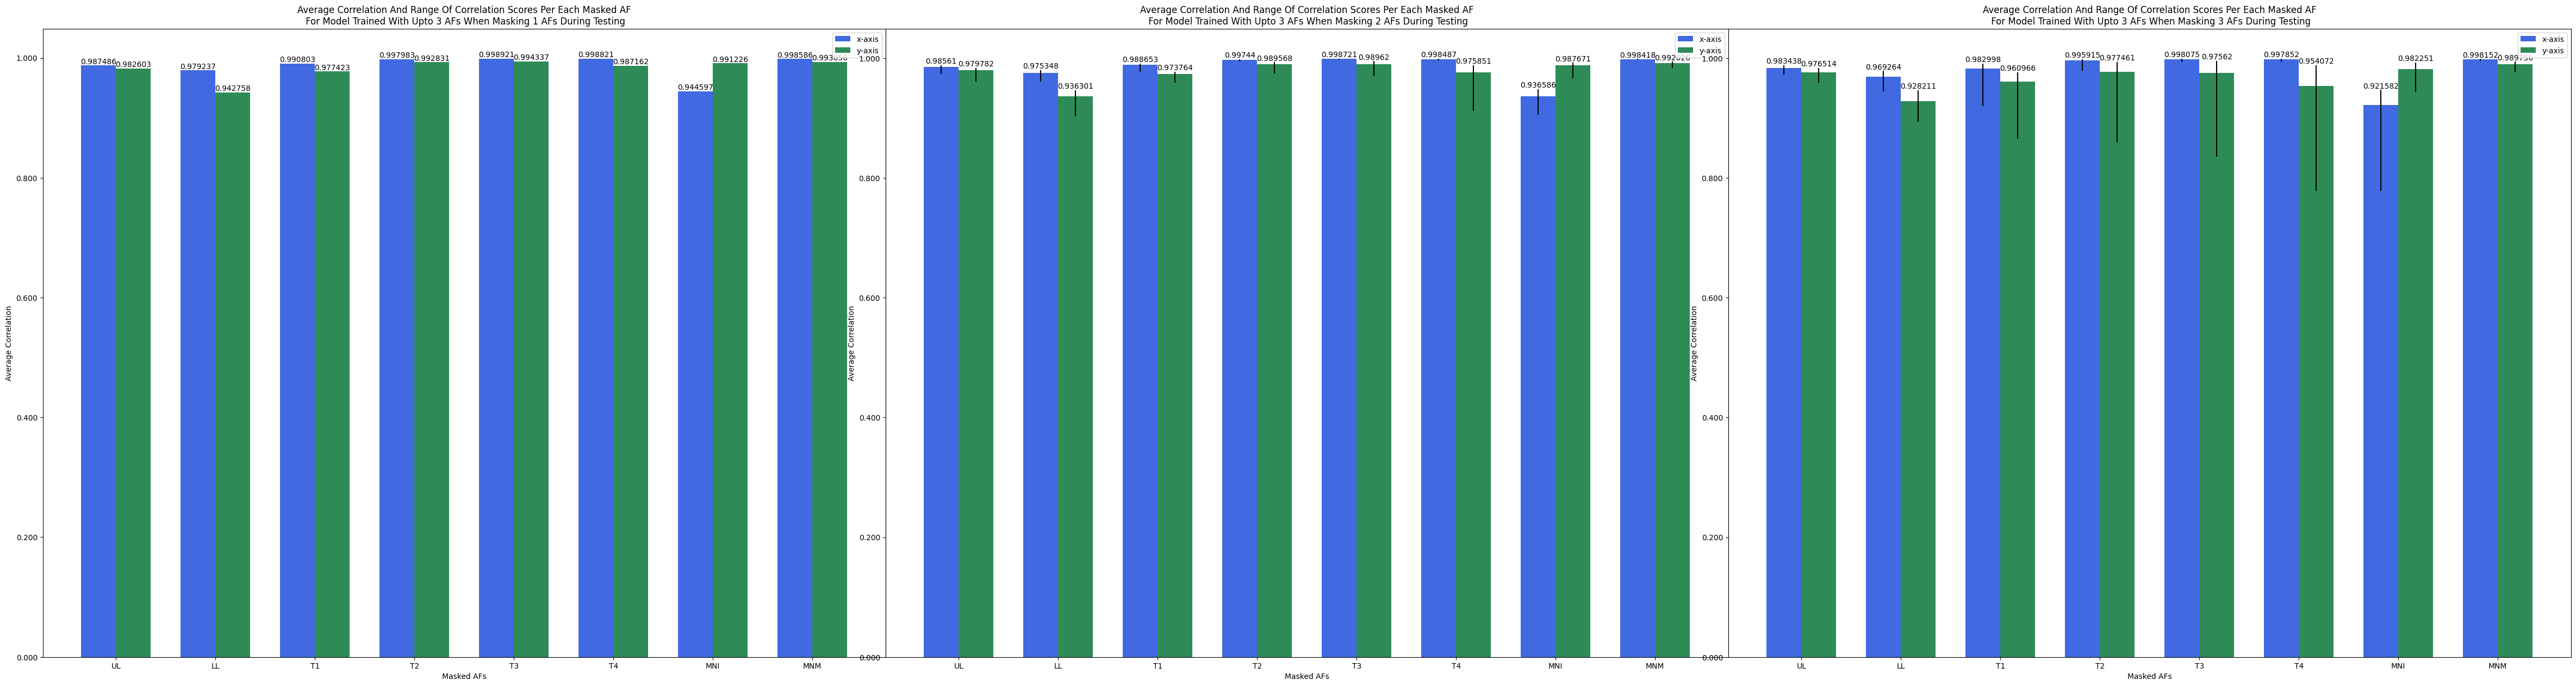 Average Correlation And Range Of Correlation Scores Per Each Masked AF
For Model Trained With Upto 3 AFs When Masking 1 AFs During Testing
x-axis
y-axis
1.000
0.800
0.600
0.400
0.200
0.000
Average Correlation
0.987486
0.982603
0.979237
0.942758
0.990803
0.977423
0.997983
0.992831
0.998921
0.994337
0.998821
0.987162
0.944597
0.991226
0.998586
UL
LL
T1
T2
T3
T4
MNI
MNM
Masked AFs
Average Correlation And Range Of Correlation Scores Per Each Masked AF
For Model Trained With Upto 3 AFs When Masking 2 AFs During Testing
x-axis
y-axis
1.000
0.800
0.600
0.400
0.200
0.000
Average Correlation
0.98561
0.979782
0.975348
0.936301
0.988653
0.973764
0.99744
0.989568
0.998721
0.98962
0.998487
0.975851
0.936586
0.987671
0.998418
UL
LL
T1
T2
T3
T4
MNI
MNM
Masked AFs
Average Correlation And Range Of Correlation Scores Per Each Masked AF
For Model Trained With Upto 3 AFs When Masking 3 AFs During Testing
x-axis
y-axis
1.000
0.800
0.600
0.400
0.200
0.000
Average Correlation
0.983438
0.976514
0.969264
0.928211
0.982998
0.960966
0.995915
0.977461
0.998075
0.97562
0.997852
0.954072
0.921582
0.982251
0.998152
UL
LL
T1
T2
T3
T4
MNI
MNM
Masked AFs